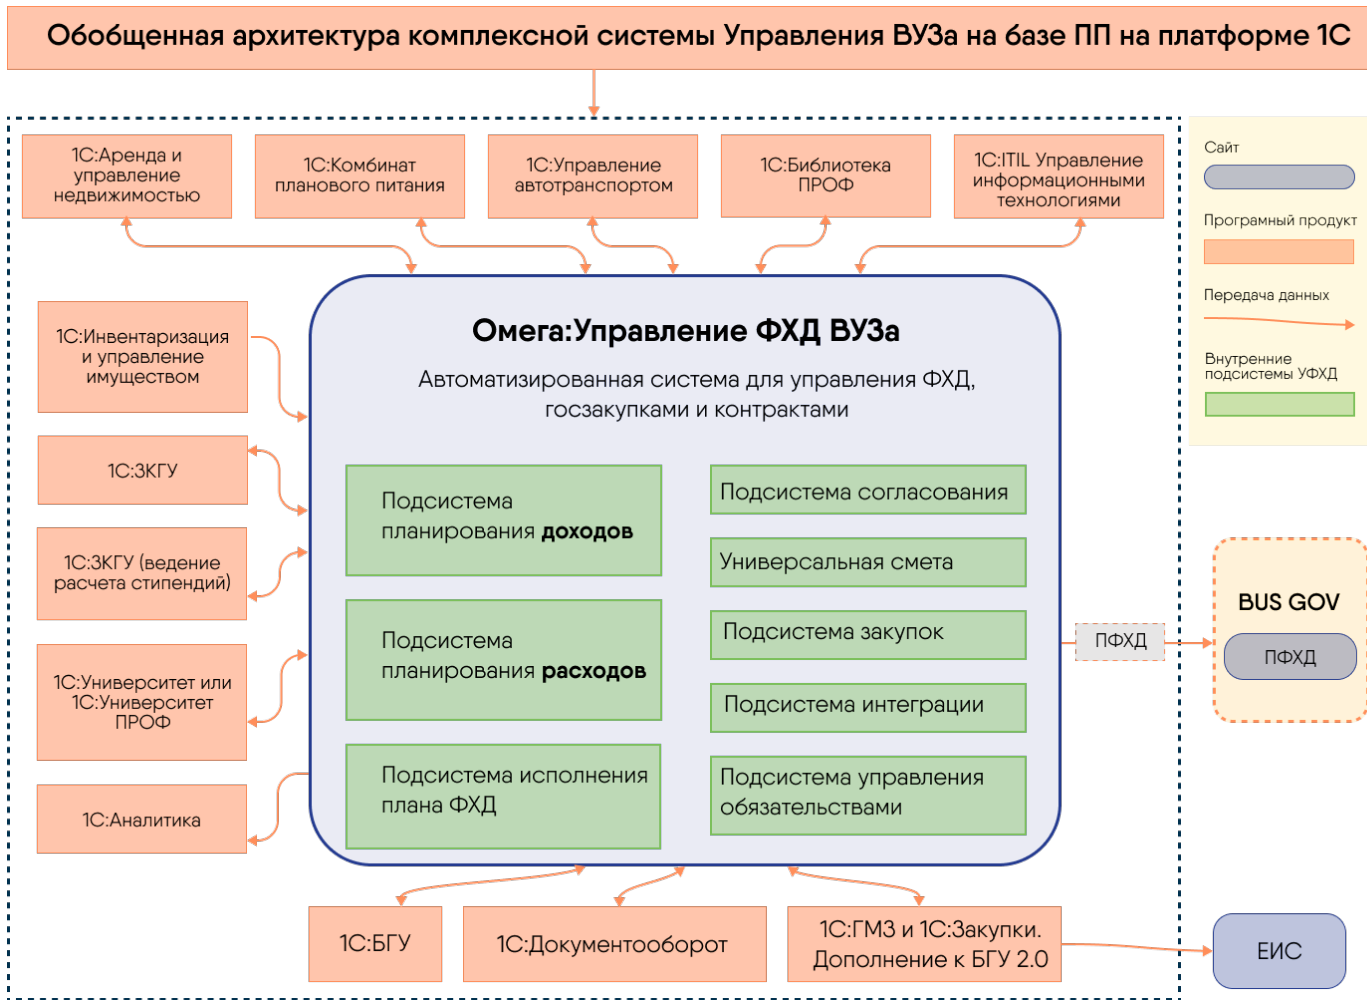 Обобщенная архитектура комплексной системы Управления ВУЗа на базе ПП на платформе 1С
1С:Аренда и
управление
недвижимостью
1С:Комбинат
планового питания
1С:Управление
автотранспортом
1С:Библиотека
ПРОФ
1С:ITIL Управление
информационными
технологиями
Сайт
Програмный продукт
Передача данных
Внутренние
подсистемы УФХД
1С:Инвентаризация
и управление
имуществом
1С:ЗКГУ
1С:ЗКГУ (ведение
расчета стипендий)
1С:Университет или
1С:Университет
ПРОФ
1С:Аналитика
Омега:Управление ФХД ВУЗа
Автоматизированная система для управления ФХД,
госзакупками и контрактами
Подсистема
планирования доходов
Подсистема
планирования расходов
Подсистема исполнения
плана ФХД
Подсистема согласования
Универсальная смета
Подсистема закупок
Подсистема интеграции
Подсистема управления
обязательствами
ПФХД
BUS GOV
ПФХД
1С:БГУ
1С:Документооборот
1С:ГМЗ и 1С:Закупки.
Дополнение к БГУ 2.0
ЕИС